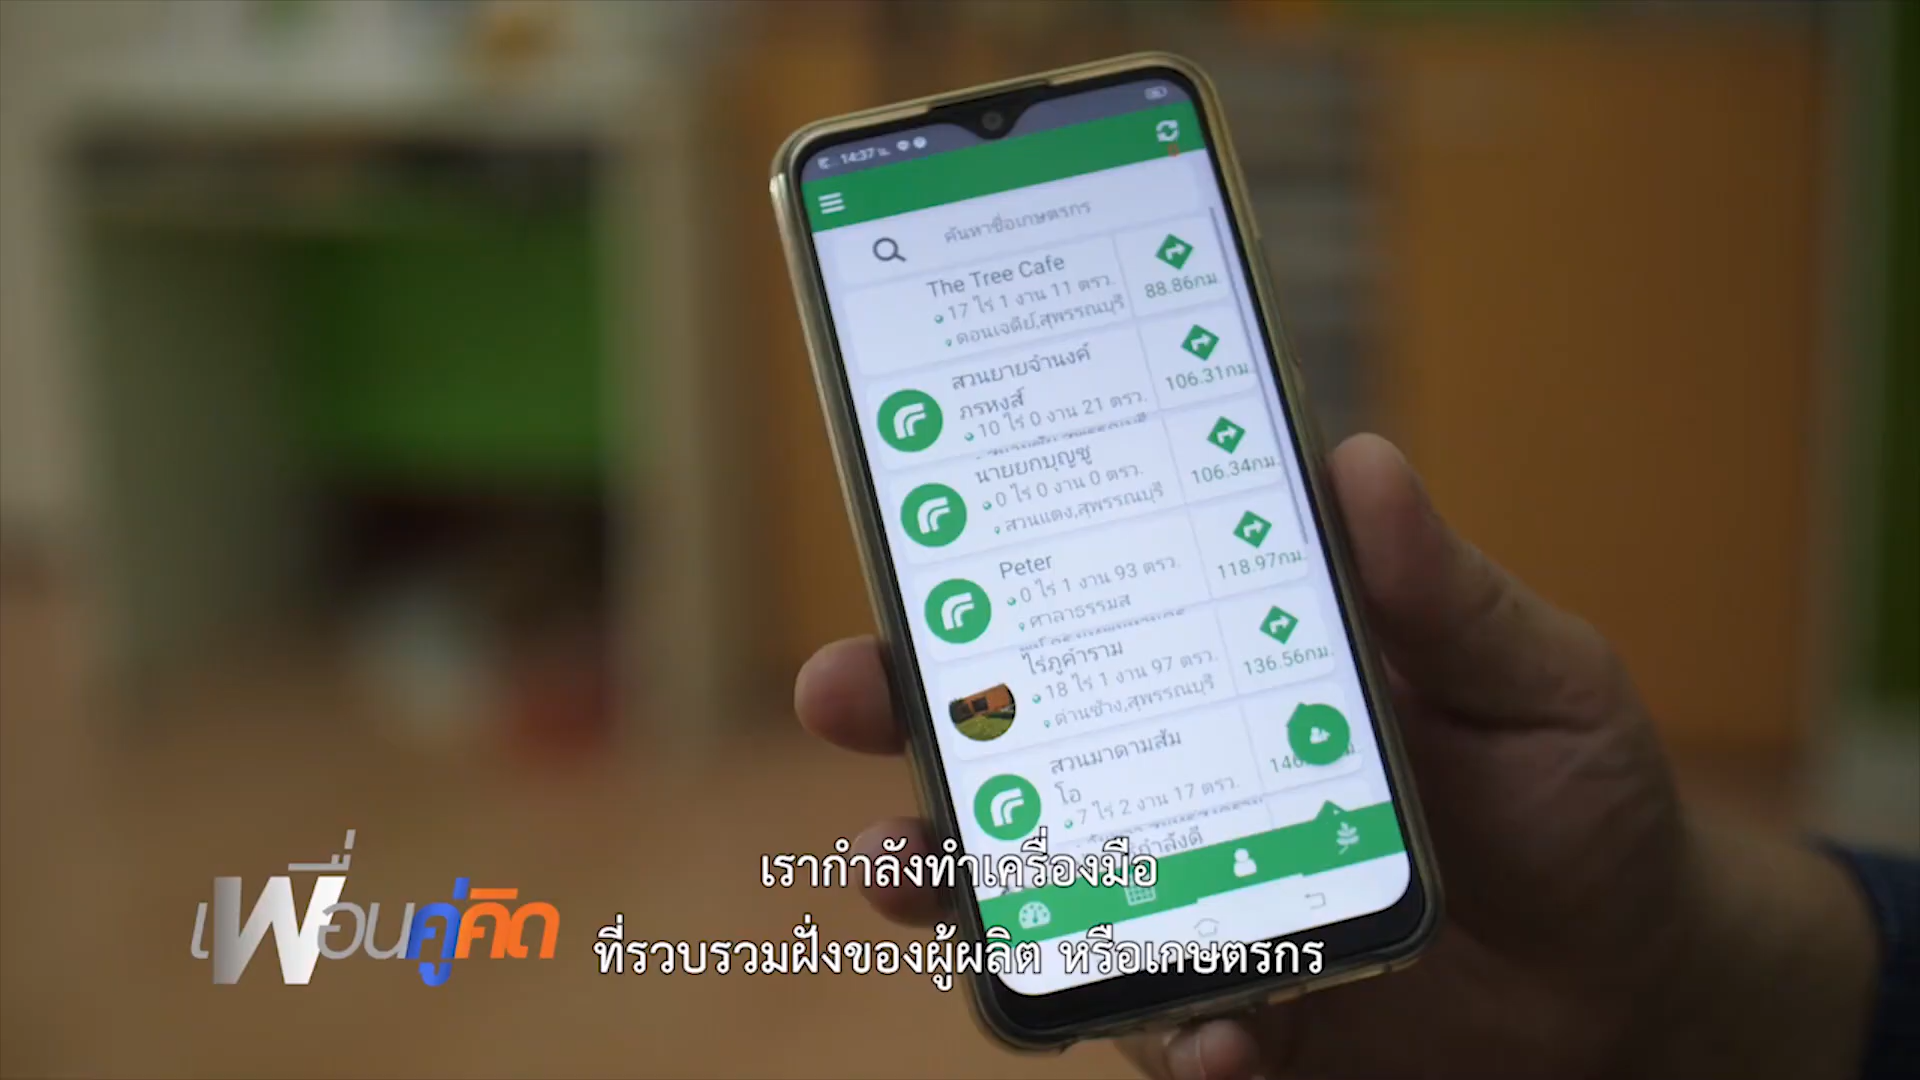 14:37 น.
ค้นหาชื่อเกษตรกร
The Tree Cafe
17 ไร่ 1 งาน 11 ตรว.
ดอนเจดีย์,สุพรรณบุรี
88.86กม.
สวนยายจำนงค์
ภรหงส์
10 ไร่ 0 งาน 21 ตรว.
106.31กม.
นายยกบุญชู
0 ไร่ 0 งาน 0 ตรว.
สวนแตง,สุพรรณบุรี
106.34กม.
Peter
0 ไร่ 1 งาน 93 ตรว.
ศาลาธรรมส
118.97กม.
ไร่ภูคำราม
18 ไร่ 1 งาน 97 ตรว.
ด่านช้าง,สุพรรณบุรี
136.56กม.
สวนมาดามส้ม
โอ
7 ไร่ 2 งาน 17 ตรว.
เพื่อนคู่คิด
เรากำลังทำเครื่องมือ
ที่รวบรวมฝั่งของผู้ผลิต หรือเกษตรกร